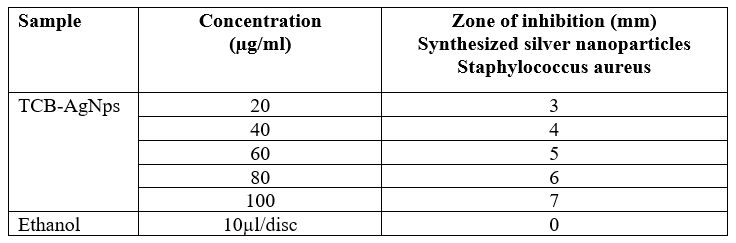 Sample Concentration Zone of inhibition (mm)
(µg/ml) Synthesized silver nanoparticles
Staphylococcus aureus
TCB-AgNps 20 3
40 4
60 5
80 6
100 7
Ethanol 10µl/disc 0